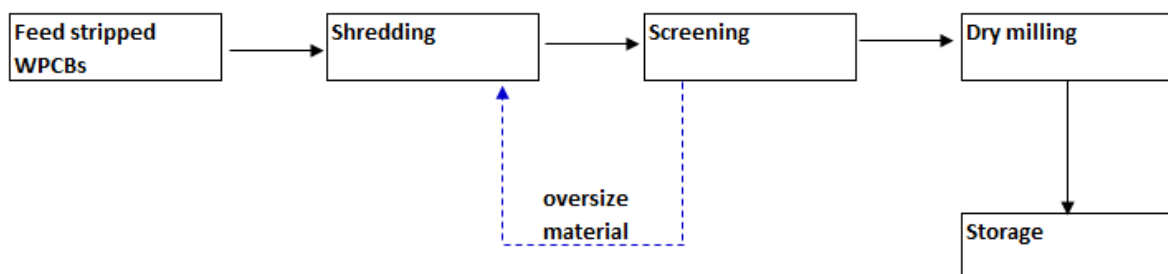 Feed stripped
WPCBs
Shredding
Screening
Dry milling
oversize
material
Storage